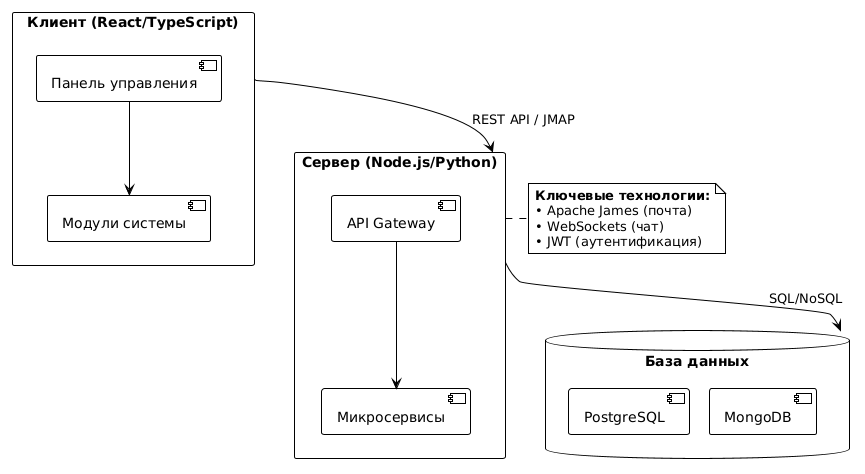 Клиент (React/TypeScript)
Панель управления
Модули системы
REST API / JMAP
Сервер (Node.js/Python)
API Gateway
Микросервисы
Ключевые технологии:
• Apache James (почта)
• WebSockets (чат)
• JWT (аутентификация)
SQL/NoSQL
База данных
PostgreSQL
MongoDB